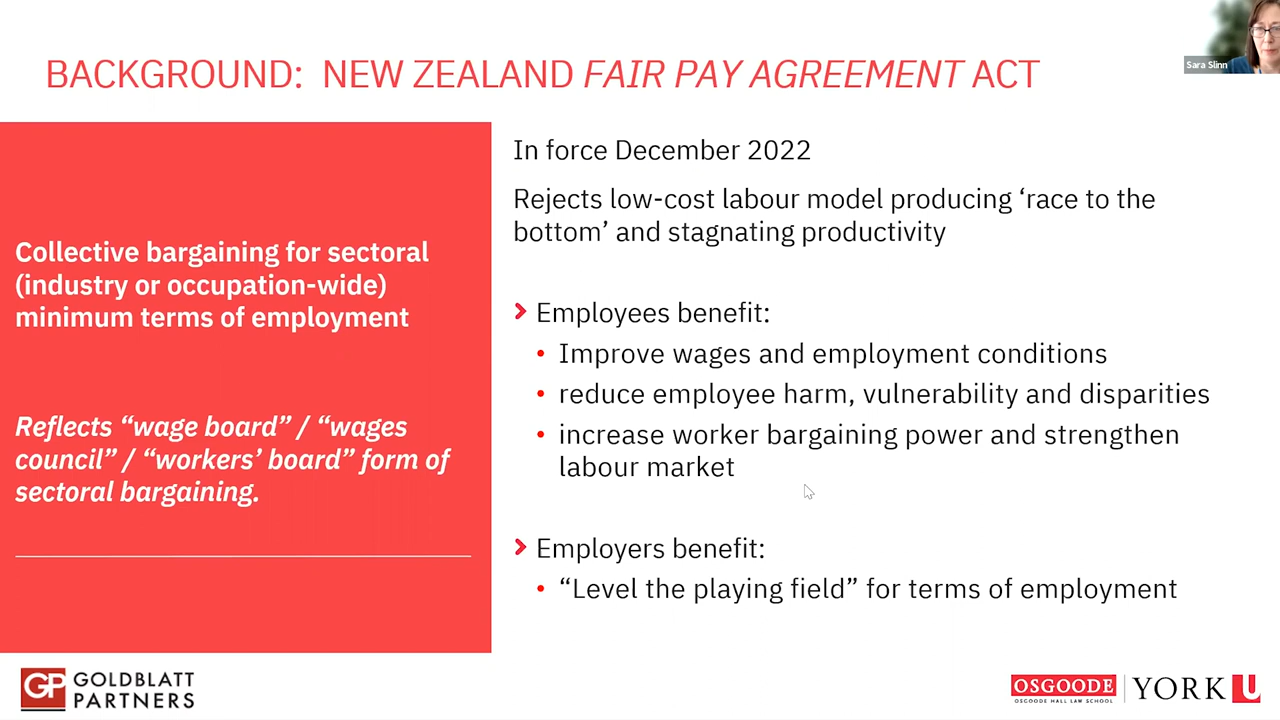 Sara Slinn
BACKGROUND: NEW ZEALAND FAIR PAY AGREEMENT ACT
Collective bargaining for sectoral
(industry or occupation-wide)
minimum terms of employment
Reflects “wage board” / “wages
council” / “workers’ board” form of
sectoral bargaining.
In force December 2022
Rejects low-cost labour model producing ‘race to the
bottom’ and stagnating productivity
Employees benefit:
• Improve wages and employment conditions
• reduce employee harm, vulnerability and disparities
• increase worker bargaining power and strengthen
labour market
Employers benefit:
• “Level the playing field” for terms of employment
GP GOLDBLATT
PARTNERS
OSGOODE
OSGOODE HALL LAW SCHOOL
YORK U